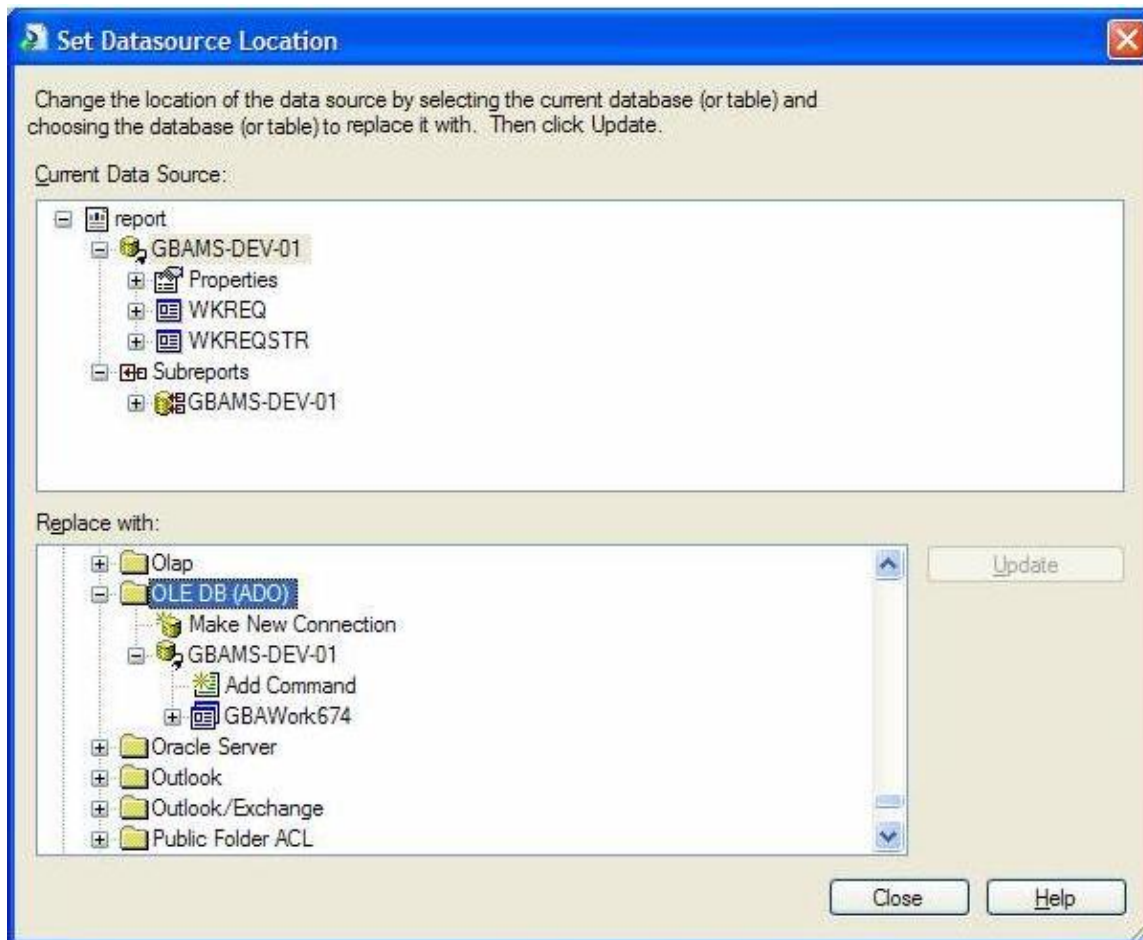 Set Datasource Location
Change the location of the data source by selecting the current database (or table) and
choosing the database (or table) to replace it with. Then click Update.
Current Data Source:
report
GBAMS-DEV-01
Properties
WKREQ
WKREQSTR
Subreports
GBAMS-DEV-01
Replace with:
Olap
Update
OLE DB (ADO)
Make New Connection
GBAMS-DEV-01
Add Command
GBAWork674
Oracle Server
Outlook
Outlook/Exchange
Public Folder ACL
Close Help